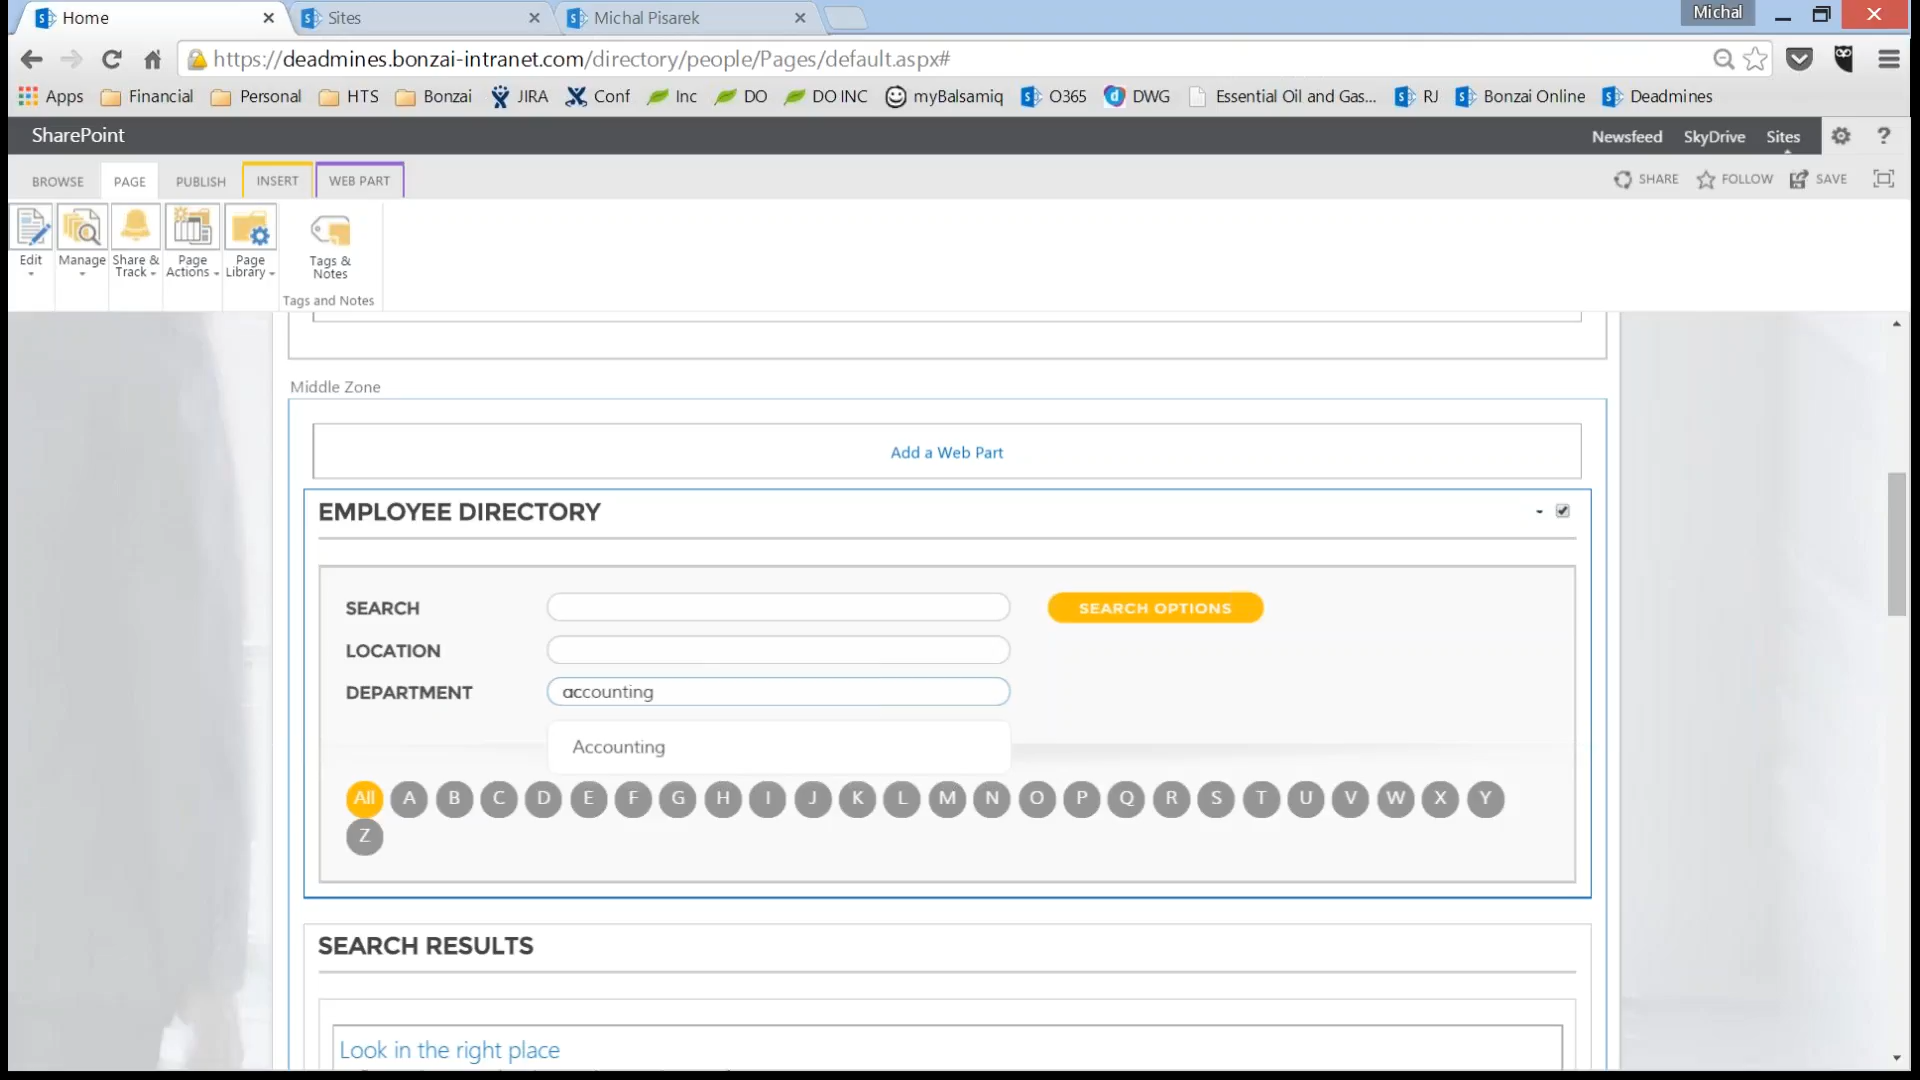 Home
Sites
Michal Pisarek
Michal
https://deadmines.bonzai-intranet.com/directory/people/Pages/default.aspx#
Apps Financial Personal HTS Bonzai JIRA Conf Inc DO DO INC myBalsamiq O365 DWG Essential Oil and Gas... RJ Bonzai Online Deadmines
SharePoint
Newsfeed SkyDrive Sites ?
BROWSE PAGE PUBLISH INSERT WEB PART
SHARE FOLLOW SAVE
Edit
Manage
Share & Track
Page Actions
Page Library
Tags & Notes
Tags and Notes
Middle Zone
Add a Web Part
EMPLOYEE DIRECTORY
SEARCH
SEARCH OPTIONS
LOCATION
DEPARTMENT accounting
Accounting
All A B C D E F G H I J K L M N O P Q R S T U V W X Y
Z
SEARCH RESULTS
Look in the right place